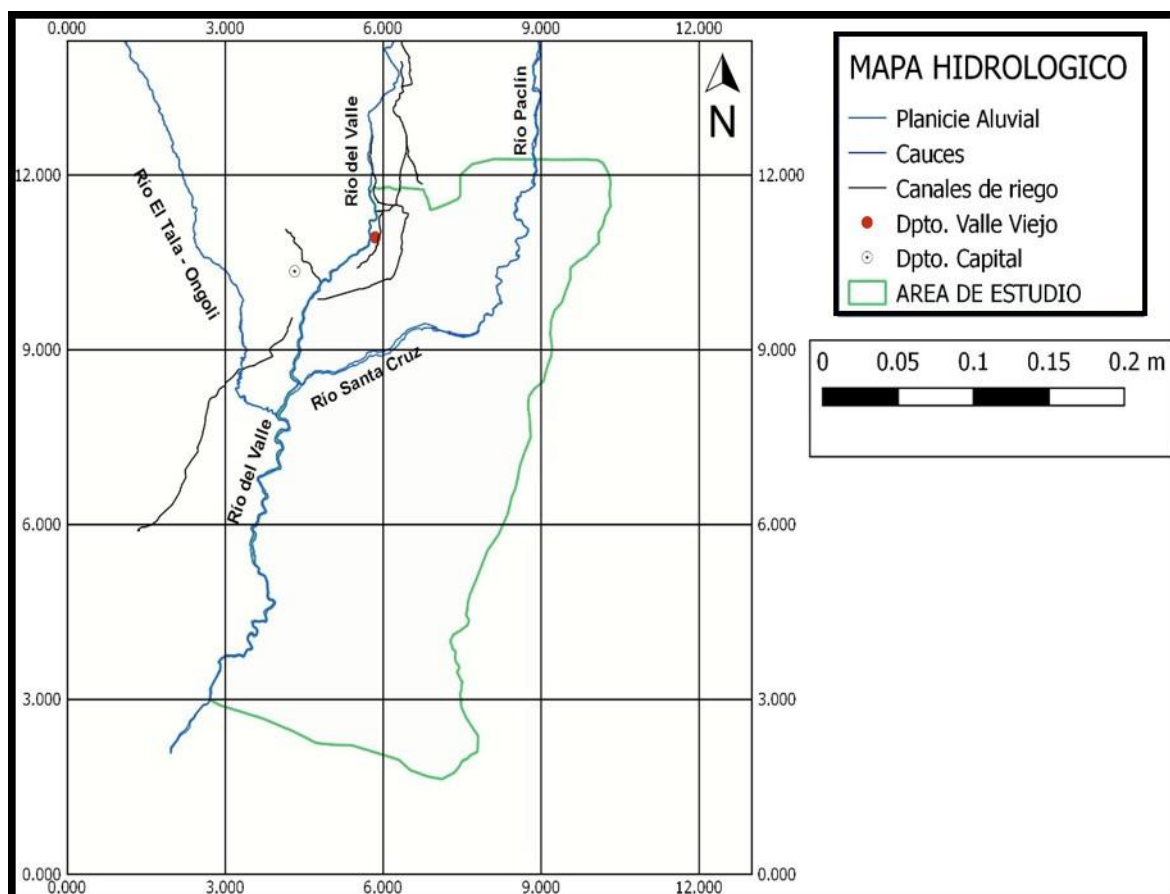 0.000 3.000 6.000 9.000 12.000
MAPA HIDROLOGICO
Planicie Aluvial
Cauces
Canales de riego
Dpto. Valle Viejo
Dpto. Capital
AREA DE ESTUDIO
N
Río El Tala - Ongoli
Río del Valle
Río Paclín
12.000 12.000
9.000 9.000
0 0.05 0.1 0.15 0.2 m
Río Santa Cruz
Río del Valle
6.000 6.000
3.000 3.000
0.000 0.000
0.000 3.000 6.000 9.000 12.000